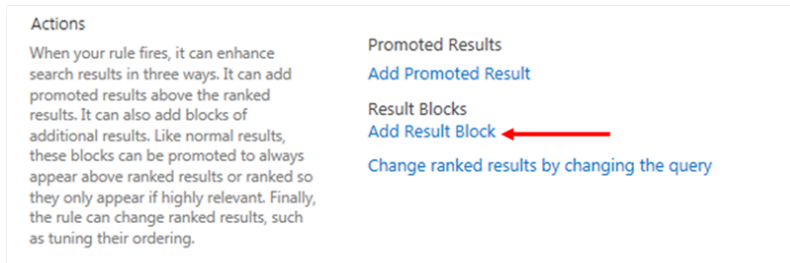 Actions
When your rule fires, it can enhance
search results in three ways. It can add
promoted results above the ranked
results. It can also add blocks of
additional results. Like normal results,
these blocks can be promoted to always
appear above ranked results or ranked so
they only appear if highly relevant. Finally,
the rule can change ranked results, such
as tuning their ordering.
Promoted Results
Add Promoted Result
Result Blocks
Add Result Block
Change ranked results by changing the query